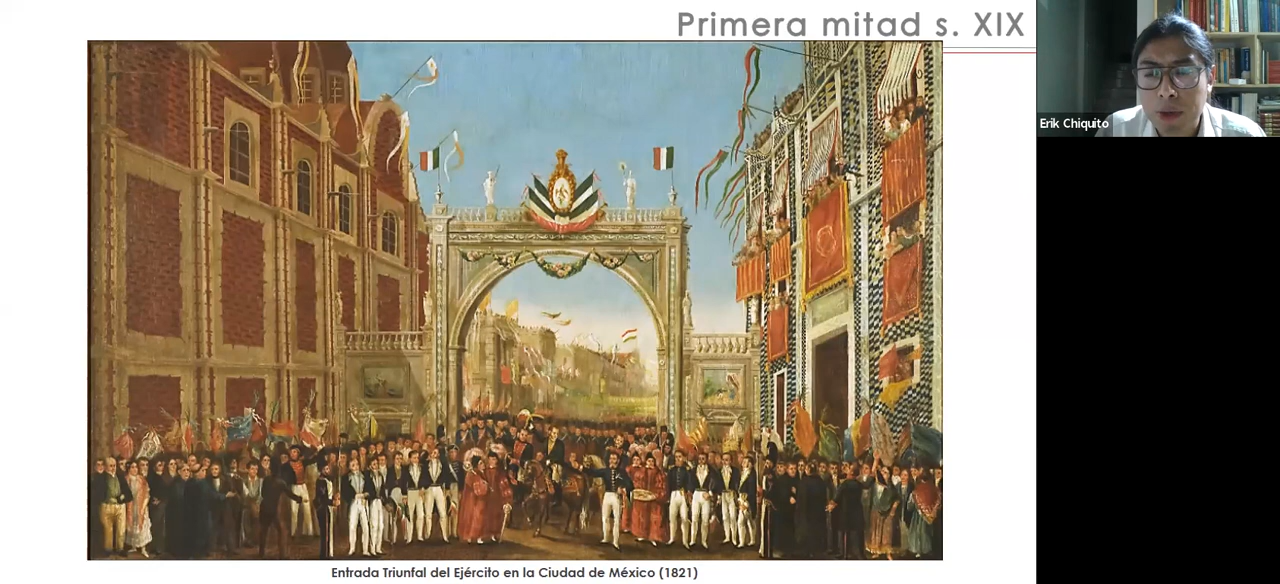 Primera mitad s. XIX
Erik Chiquito
Entrada Triunfal del Ejército en la Ciudad de México (1821)